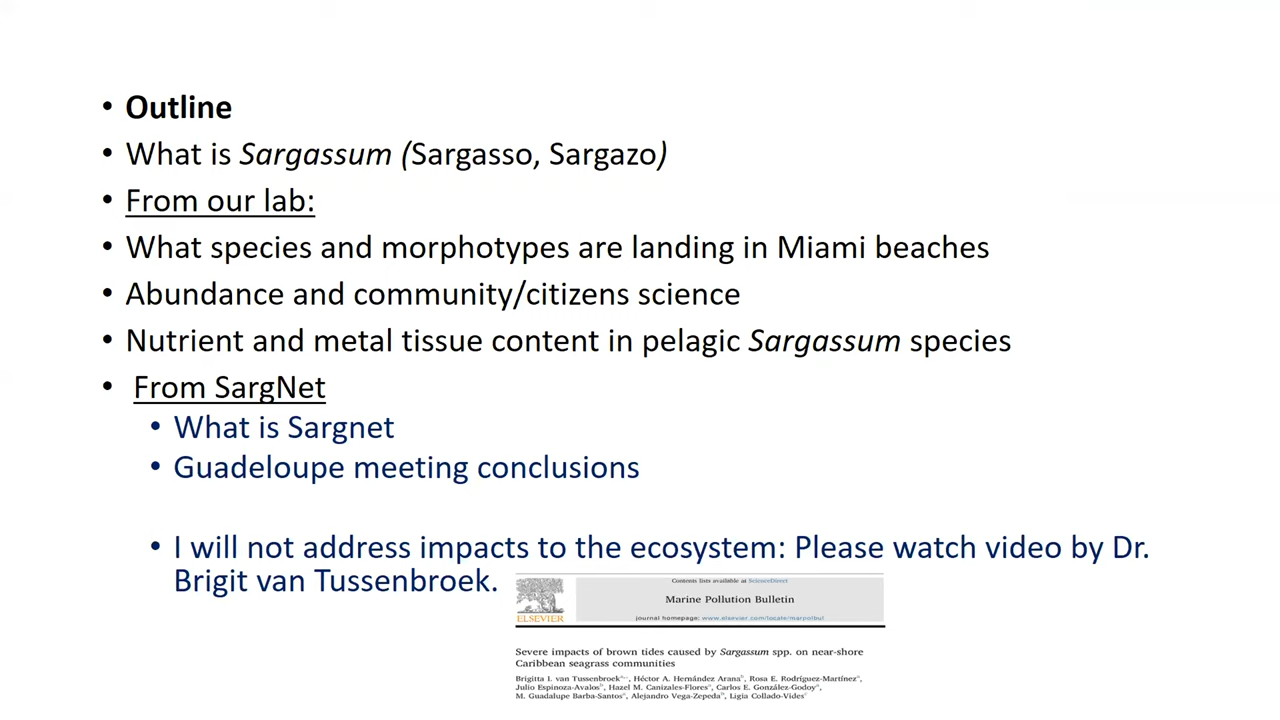 • Outline
• What is Sargassum (Sargasso, Sargazo)
• From our lab:
• What species and morphotypes are landing in Miami beaches
• Abundance and community/citizens science
• Nutrient and metal tissue content in pelagic Sargassum species
• From SargNet
• What is Sargnet
• Guadeloupe meeting conclusions
• I will not address impacts to the ecosystem: Please watch video by Dr.
Brigit van Tussenbroek.
Contents lists available at ScienceDirect
Marine Pollution Bulletin
ELSEVIER
journal homepage: www.elsevier.com/locate/marpolbul
Severe impacts of brown tides caused by Sargassum spp. on near-shore
Caribbean seagrass communities
Brigitta I. van Tussenbroek, Héctor A. Hernández Arana, Rosa E. Rodríguez-Martínez,
Julio Espinoza-Avalos, Hazel M. Canizales-Flores, Carlos E. González-Godoy,
M. Guadalupe Barba-Santos, Alejandro Vega-Zepeda, Ligia Collado-Vides